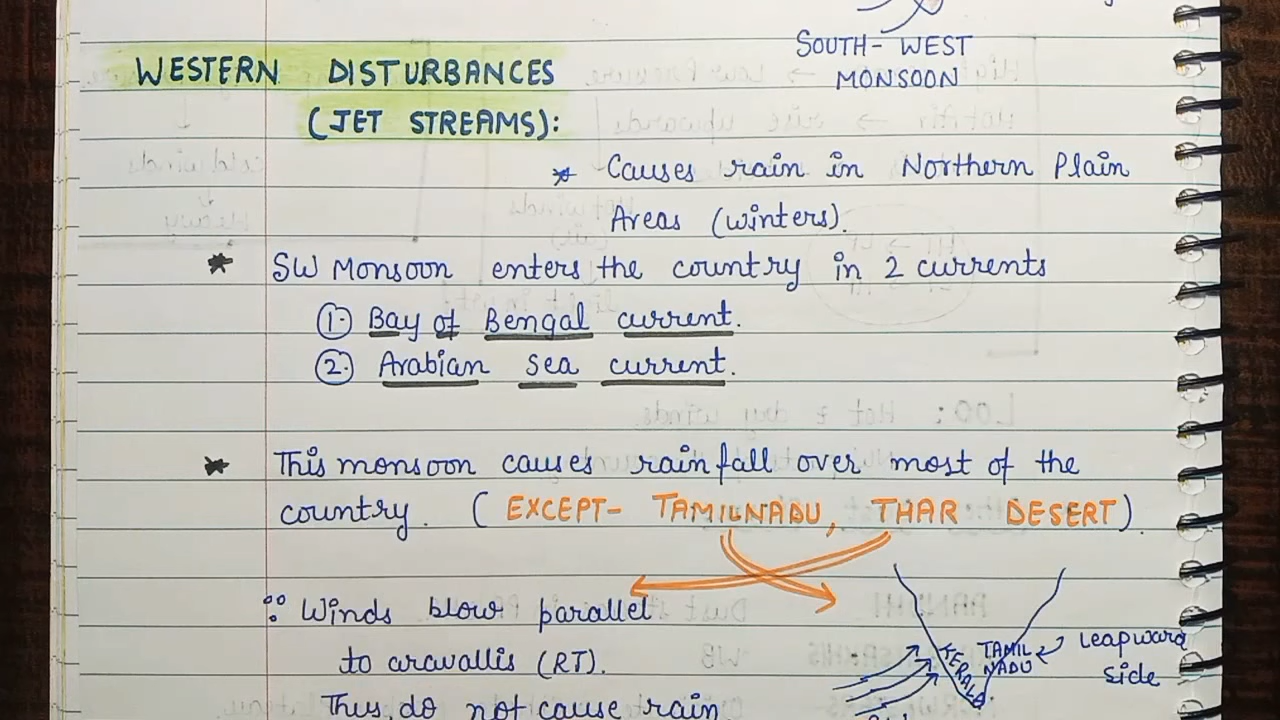 SOUTH-WEST
MONSOON
WESTERN DISTURBANCES
(JET STREAMS):
* Causes rain in Northern Plain
Areas (winters).
* SW Monsoon enters the country in 2 currents
1. Bay of Bengal current.
2. Arabian Sea current.
* This monsoon causes rainfall over most of the
country. (EXCEPT- TAMILNADU, THAR DESERT)
∵ Winds blow parallel
to aravallis (RT).
Thus, do not cause rain
KERALA
TAMIL
NADU
leapward
side